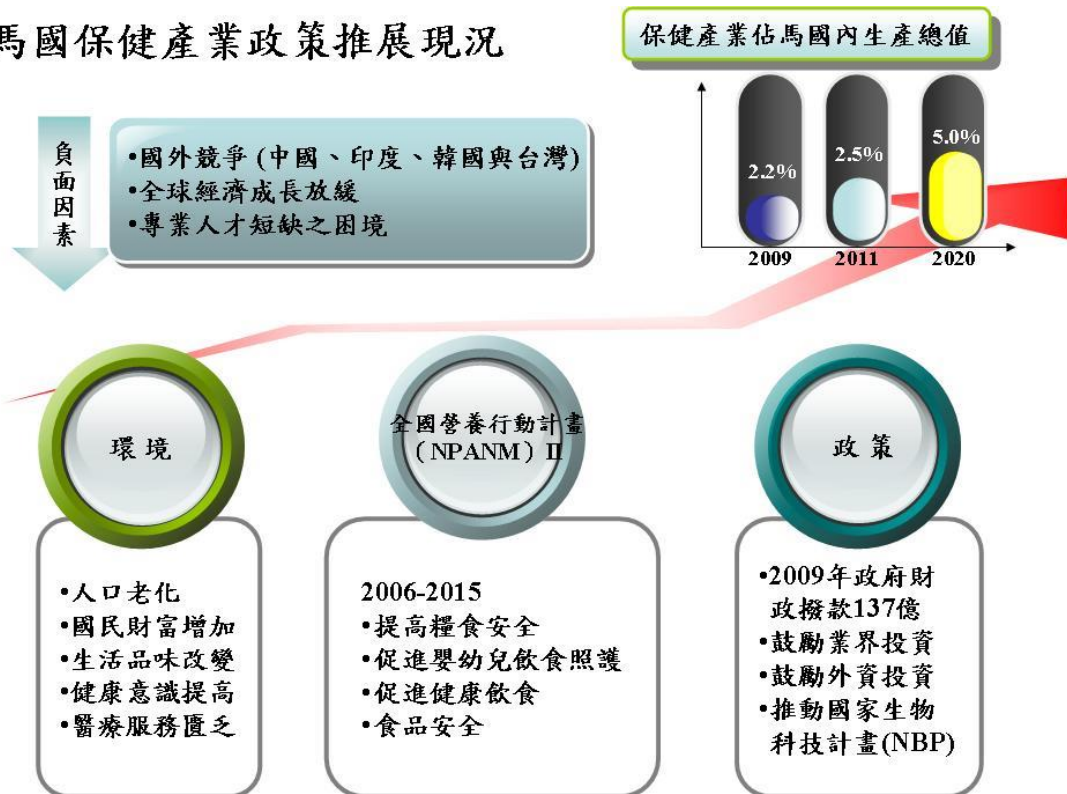 馬國保健產業政策推展現況
保健產業佔馬國內生產總值
2.2%
2.5%
5.0%
2009
2011
2020
負面因素
•國外競爭 (中國、印度、韓國與台灣)
•全球經濟成長放緩
•專業人才短缺之困境
環境
•人口老化
•國民財富增加
•生活品味改變
•健康意識提高
•醫療服務匱乏
全國營養行動計畫
（NPANM）II
2006-2015
•提高糧食安全
•促進嬰幼兒飲食照護
•促進健康飲食
•食品安全
政策
•2009年政府財
政撥款137億
•鼓勵業界投資
•鼓勵外資投資
•推動國家生物
科技計畫(NBP)